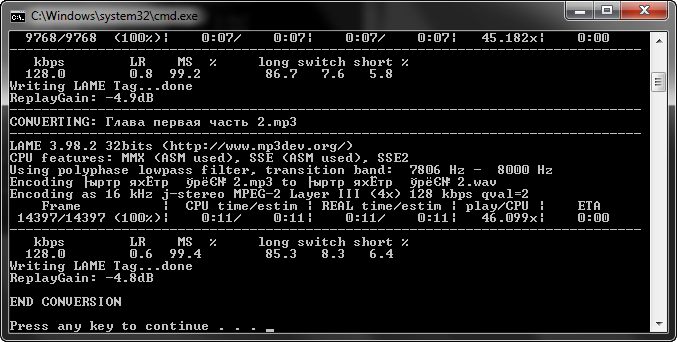 C:\Windows\system32\cmd.exe
9768/9768 (100%)¦ 0:07/ 0:07¦ 0:07/ 0:07¦ 45.182x¦ 0:00
kbps LR MS % long switch short %
128.0 0.8 99.2 86.7 7.6 5.8
Writing LAME Tag...done
ReplayGain: -4.9dB
CONVERTING: Глава первая часть 2.mp3
LAME 3.98.2 32bits (http://www.mp3dev.org/)
CPU features: MMX (ASM used), SSE (ASM used), SSE2
Using polyphase lowpass filter, transition band: 7806 Hz - 8000 Hz
Encoding ├ыртр яхЁтр  ўрёЄ№ 2.mp3 to ├ыртр яхЁтр  ўрёЄ№ 2.wav
Encoding as 16 kHz j-stereo MPEG-2 Layer III (4x) 128 kbps qval=2
Frame ¦ CPU time/estim ¦ REAL time/estim ¦ play/CPU ¦ ETA
14397/14397 (100%)¦ 0:11/ 0:11¦ 0:11/ 0:11¦ 46.099x¦ 0:00
kbps LR MS % long switch short %
128.0 0.6 99.4 85.3 8.3 6.4
Writing LAME Tag...done
ReplayGain: -4.8dB
END CONVERSION
Press any key to continue . . . _